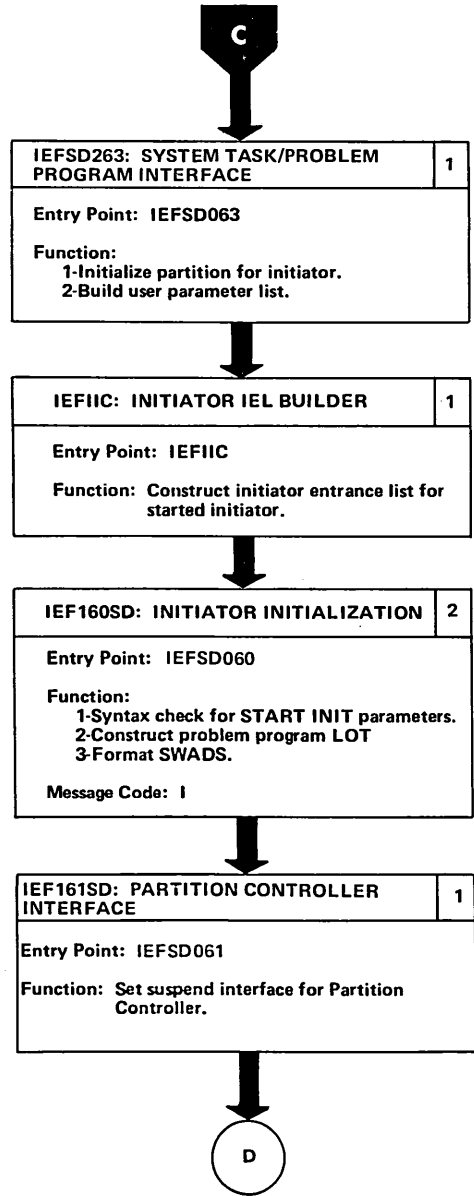 C
IEFSD263: SYSTEM TASK/PROBLEM
PROGRAM INTERFACE
1
Entry Point: IEFSD063
Function:
1-Initialize partition for initiator.
2-Build user parameter list.
IEFIIC: INITIATOR IEL BUILDER
1
Entry Point: IEFIIC
Function: Construct initiator entrance list for
started initiator.
IEF160SD: INITIATOR INITIALIZATION
2
Entry Point: IEFSD060
Function:
1-Syntax check for START INIT parameters.
2-Construct problem program LOT
3-Format SWADS.
Message Code: I
IEF161SD: PARTITION CONTROLLER
INTERFACE
1
Entry Point: IEFSD061
Function: Set suspend interface for Partition
Controller.
D